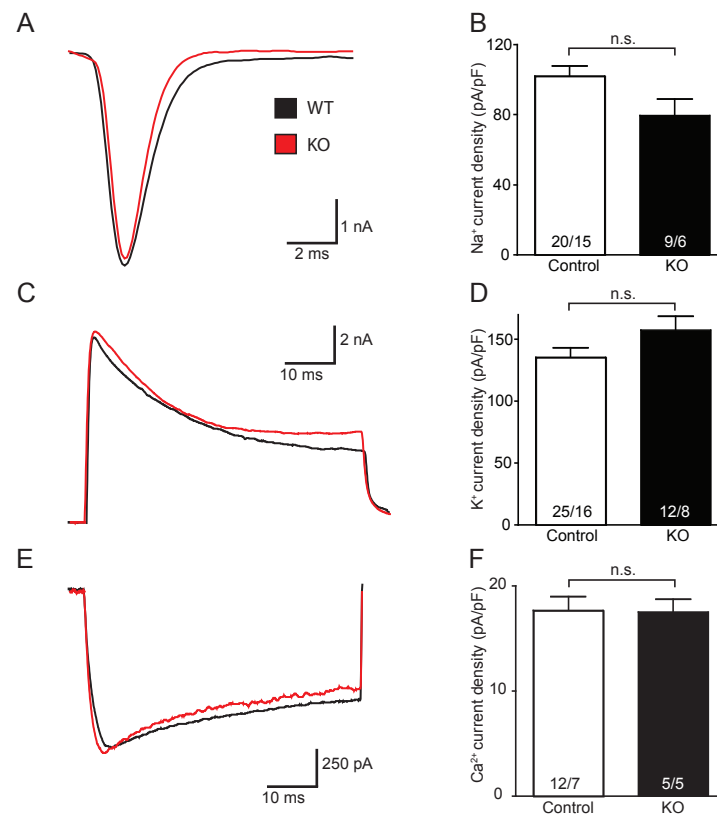 A
WT
KO
1 nA
2 ms
B
n.s.
Na⁺ current density (pA/pF)
120
80
40
0
20/15
9/6
Control
KO
C
2 nA
10 ms
D
n.s.
K⁺ current density (pA/pF)
150
100
50
0
25/16
12/8
Control
KO
E
250 pA
10 ms
F
n.s.
Ca²⁺ current density (pA/pF)
20
10
0
12/7
5/5
Control
KO